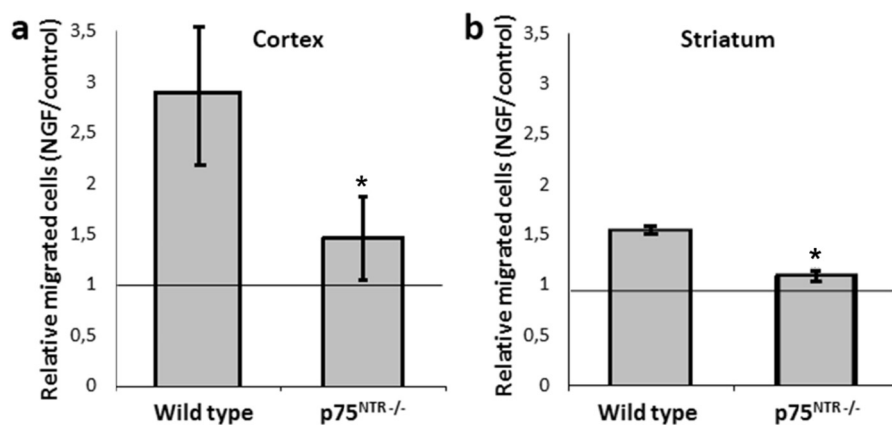 a
Cortex
Relative migrated cells (NGF/control)
3,5
3
2,5
2
1,5
1
0,5
0
*
Wild type
p75NTR-/-
b
Striatum
Relative migrated cells (NGF/control)
3,5
3
2,5
2
1,5
1
0,5
0
*
Wild type
p75NTR-/-